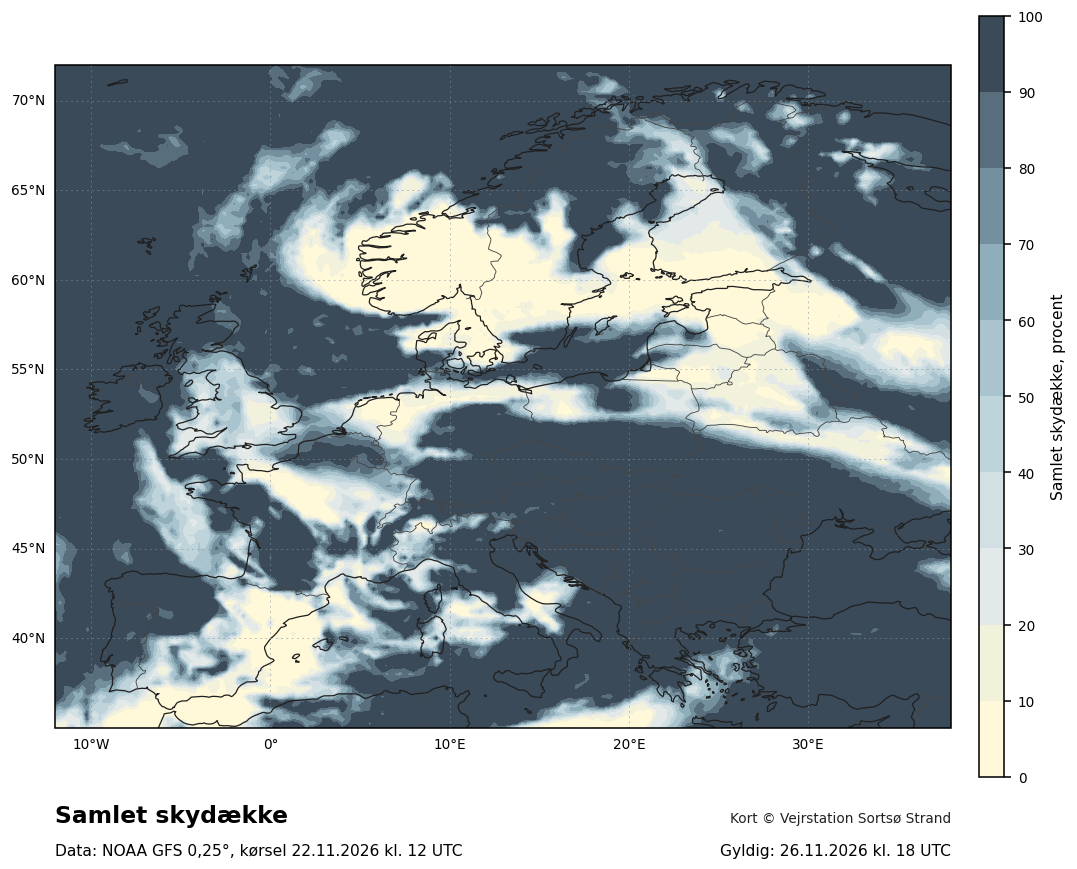 100
90
80
70
60
50
40
30
20
10
0
Samlet skydække, procent
70°N
65°N
60°N
55°N
50°N
45°N
40°N
10°W
0°
10°E
20°E
30°E
Samlet skydække
Kort © Vejrstation Sortsø Strand
Data: NOAA GFS 0,25°, kørsel 22.11.2026 kl. 12 UTC
Gyldig: 26.11.2026 kl. 18 UTC